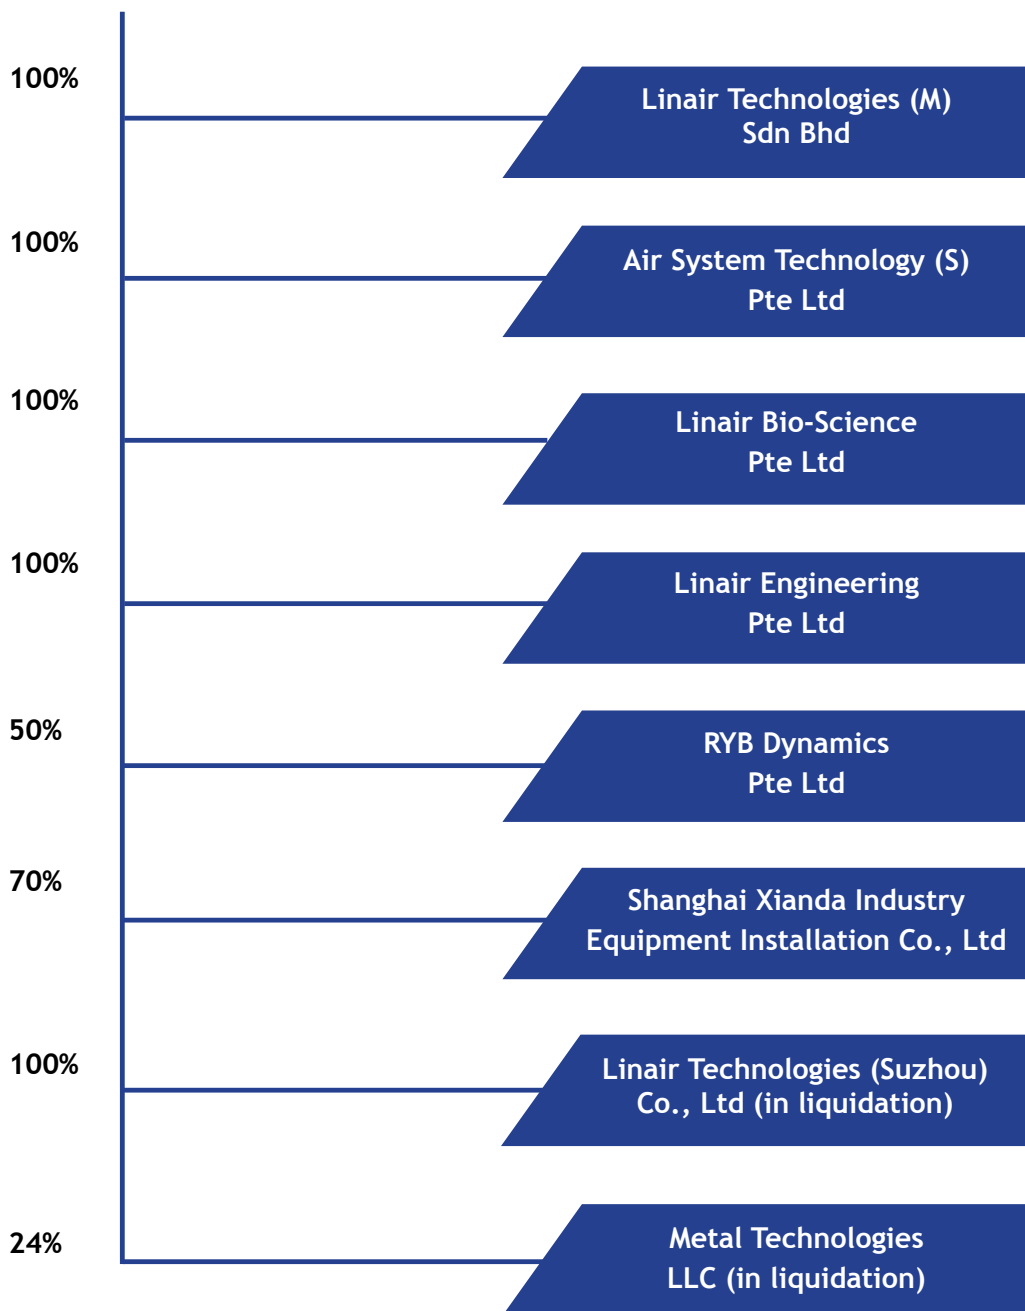 100%
Linair Technologies (M)
Sdn Bhd
100%
Air System Technology (S)
Pte Ltd
100%
Linair Bio-Science
Pte Ltd
100%
Linair Engineering
Pte Ltd
50%
RYB Dynamics
Pte Ltd
70%
Shanghai Xianda Industry
Equipment Installation Co., Ltd
100%
Linair Technologies (Suzhou)
Co., Ltd (in liquidation)
24%
Metal Technologies
LLC (in liquidation)